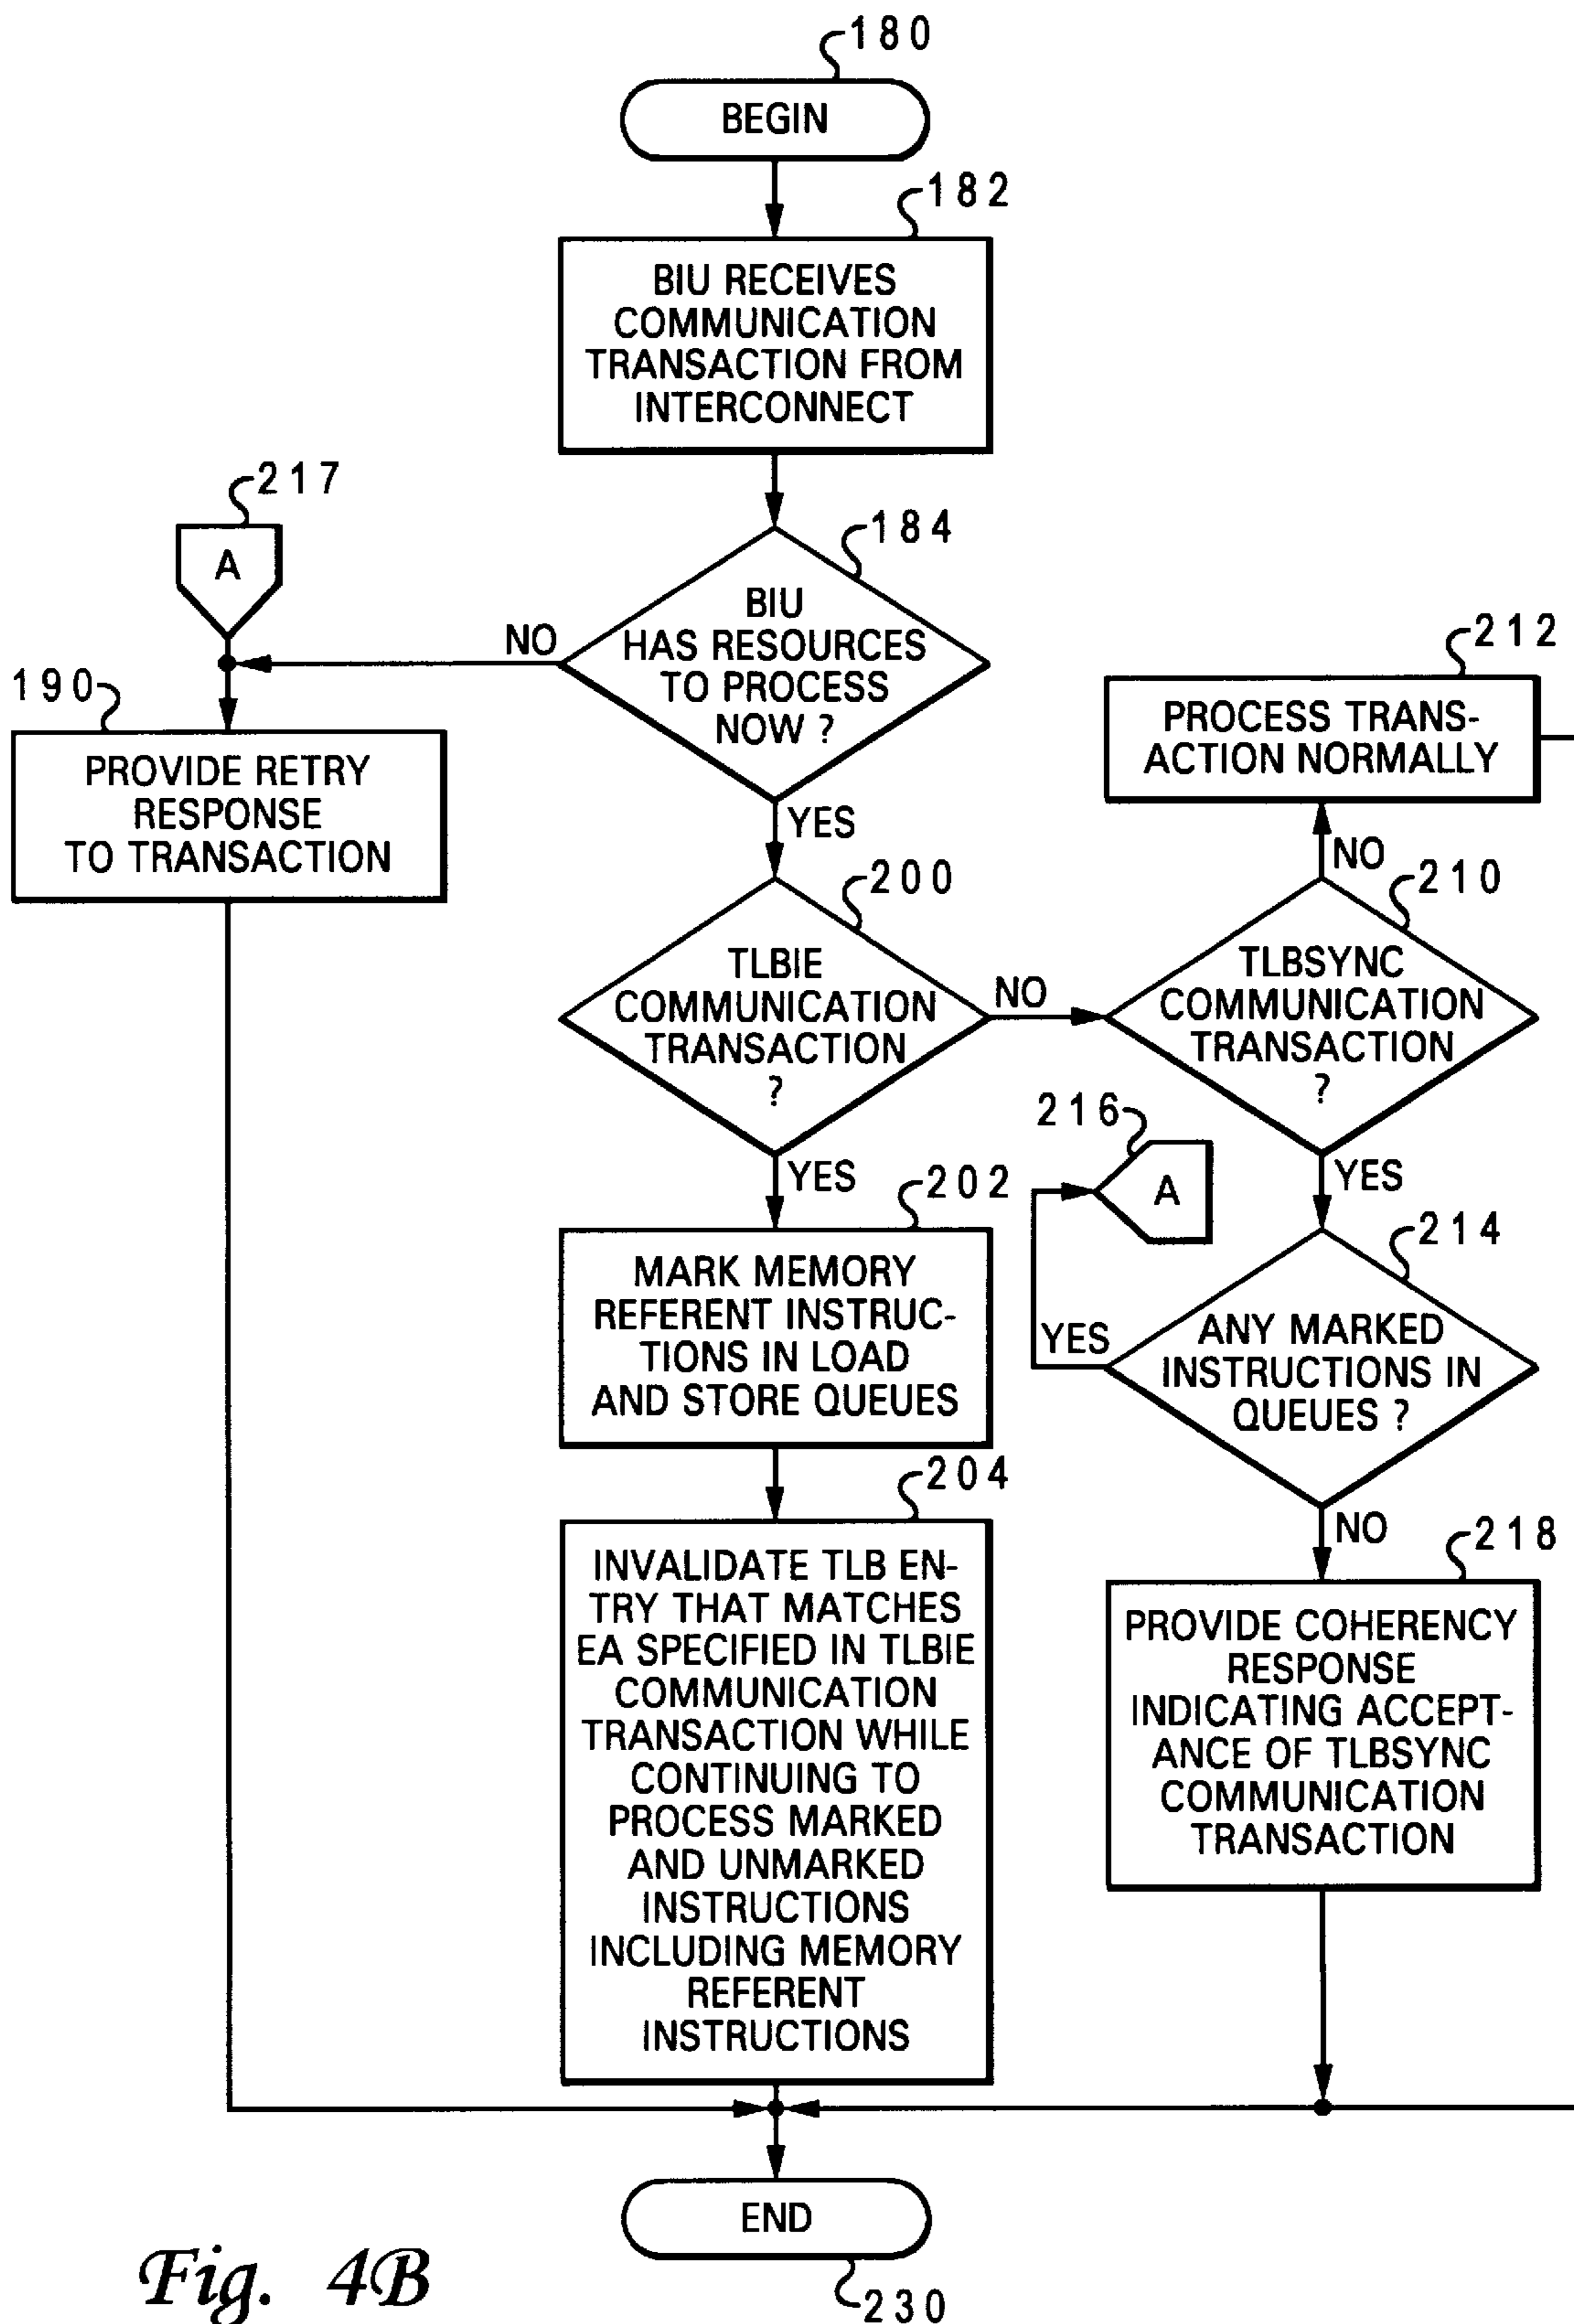 180
BEGIN
182
BIU RECEIVES
COMMUNICATION
TRANSACTION FROM
INTERCONNECT
217
A
184
BIU
HAS RESOURCES
TO PROCESS
NOW ?
NO
YES
190
PROVIDE RETRY
RESPONSE
TO TRANSACTION
212
PROCESS TRANS-
ACTION NORMALLY
NO
200
TLBIE
COMMUNICATION
TRANSACTION
?
NO
YES
210
TLBSYNC
COMMUNICATION
TRANSACTION
?
YES
216
A
202
MARK MEMORY
REFERENT INSTRUC-
TIONS IN LOAD
AND STORE QUEUES
214
ANY MARKED
INSTRUCTIONS IN
QUEUES ?
YES
NO
204
INVALIDATE TLB EN-
TRY THAT MATCHES
EA SPECIFIED IN TLBIE
COMMUNICATION
TRANSACTION WHILE
CONTINUING TO
PROCESS MARKED
AND UNMARKED
INSTRUCTIONS
INCLUDING MEMORY
REFERENT
INSTRUCTIONS
218
PROVIDE COHERENCY
RESPONSE
INDICATING ACCEPT-
ANCE OF TLBSYNC
COMMUNICATION
TRANSACTION
END
230
Fig. 4B